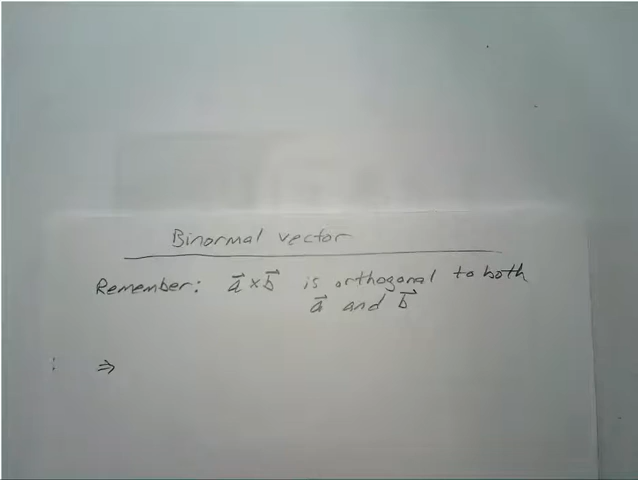 Binormal vector
Remember: a⃗ × b⃗ is orthogonal to both
a⃗ and b⃗
⇒